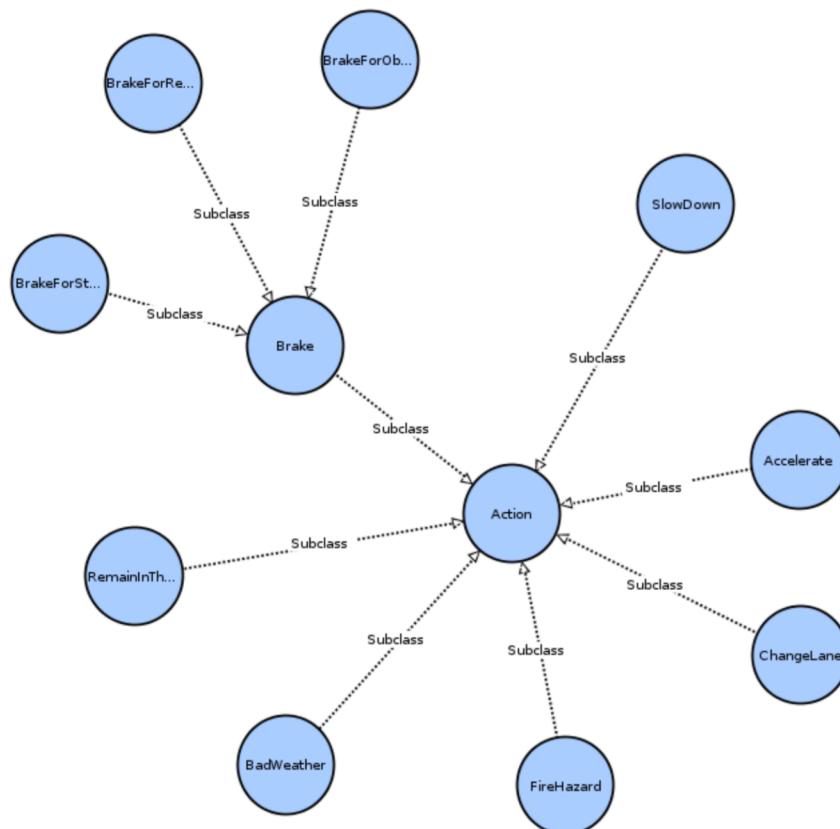 BrakeForOb...
BrakeForRe...
SlowDown
Subclass
Subclass
BrakeForSt...
Subclass
Brake
Subclass
Subclass
Accelerate
Subclass
Action
Subclass
RemainInTh...
Subclass
Subclass
Subclass
ChangeLane
BadWeather
FireHazard